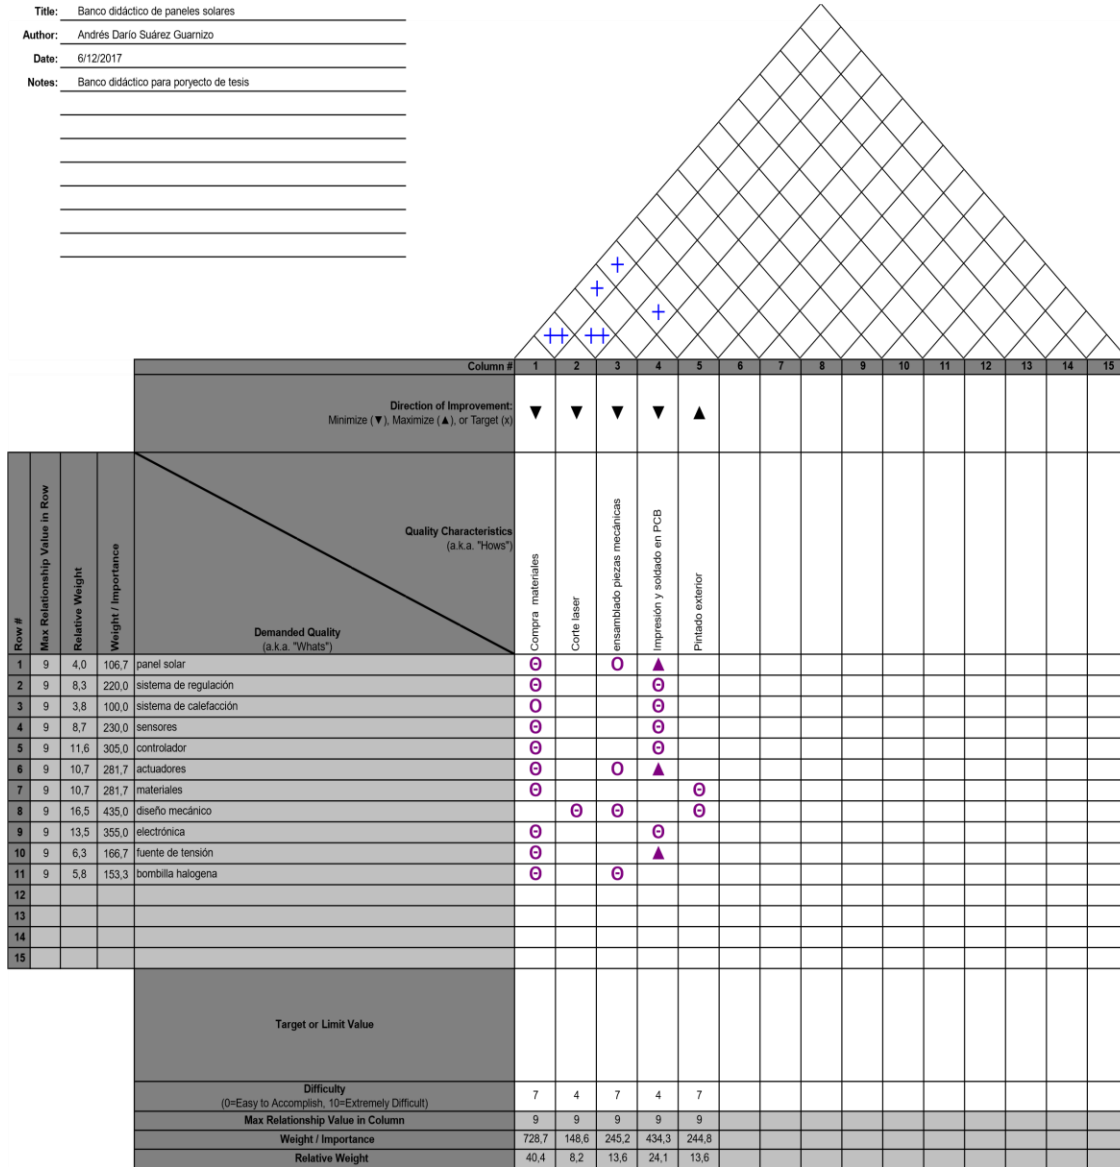 Title: Banco didáctico de paneles solares
Author: Andrés Darío Suárez Guarnizo
Date: 6/12/2017
Notes: Banco didáctico para poryecto de tesis
+
+
+
++ ++
Column # 1 2 3 4 5 6 7 8 9 10 11 12 13 14 15
Direction of Improvement:
Minimize (▼), Maximize (▲), or Target (x)
▼ ▼ ▼ ▼ ▲
Row #
Max Relationship Value in Row
Relative Weight
Weight / Importance
Quality Characteristics
(a.k.a. "Hows")
Demanded Quality
(a.k.a. "Whats")
Compra materiales
Corte laser
ensamblado piezas mecánicas
Impresión y soldado en PCB
Pintado exterior
1 9 4,0 106,7 panel solar Θ Ο ▲
2 9 8,3 220,0 sistema de regulación Θ Θ
3 9 3,8 100,0 sistema de calefacción Ο Θ
4 9 8,7 230,0 sensores Θ Θ
5 9 11,6 305,0 controlador Θ Θ
6 9 10,7 281,7 actuadores Θ Ο ▲
7 9 10,7 281,7 materiales Θ Θ
8 9 16,5 435,0 diseño mecánico Θ Θ Θ
9 9 13,5 355,0 electrónica Θ Θ
10 9 6,3 166,7 fuente de tensión Θ ▲
11 9 5,8 153,3 bombilla halogena Θ Θ
12
13
14
15
Target or Limit Value
Difficulty
(0=Easy to Accomplish, 10=Extremely Difficult)
7 4 7 4 7
Max Relationship Value in Column 9 9 9 9 9
Weight / Importance 728,7 148,6 245,2 434,3 244,8
Relative Weight 40,4 8,2 13,6 24,1 13,6